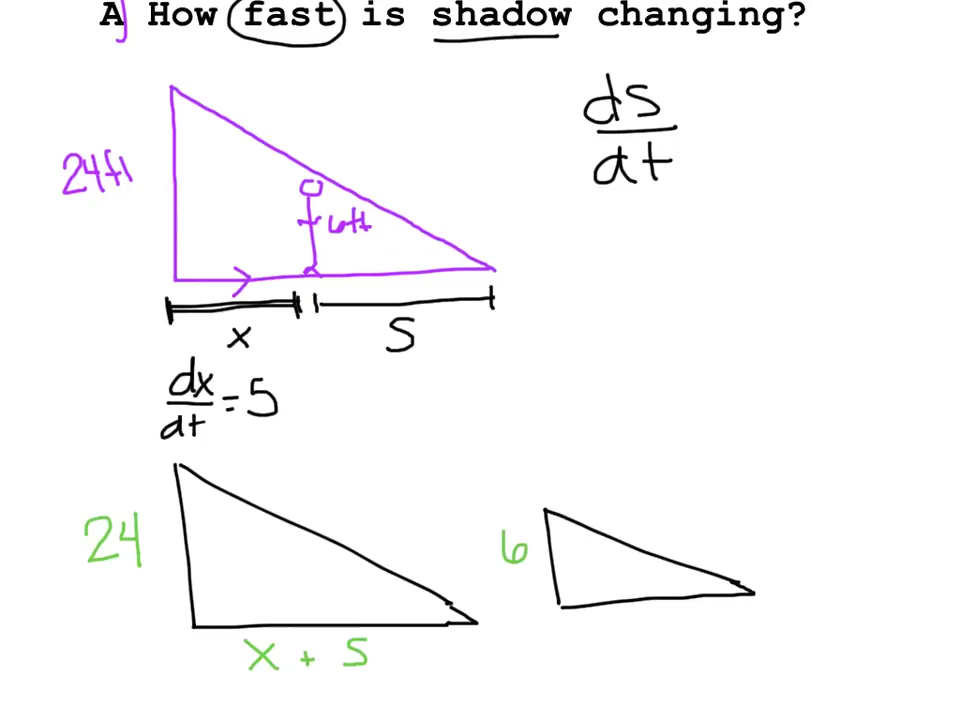 A) How fast is shadow changing?
ds
dt
24ft
6ft
x
S
dx
dt
=5
24
6
x + S